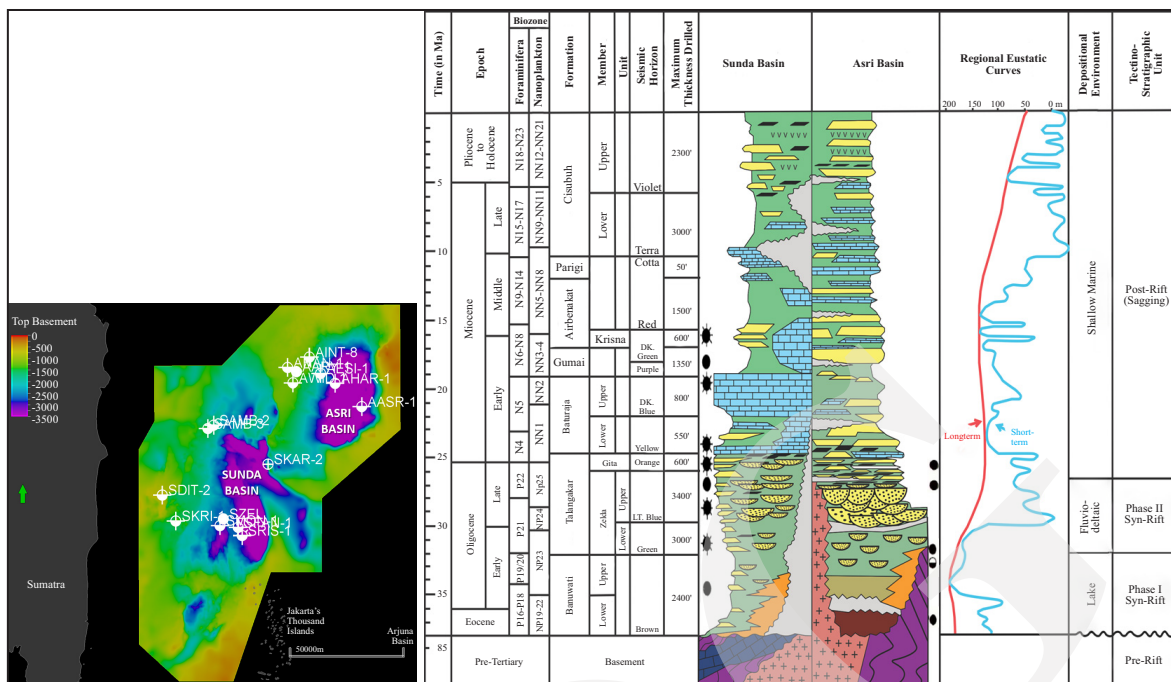 Top Basement
0
-500
-1000
-1500
-2000
-2500
-3000
-3500
AINT-8
AHAR-1
AASR-1
ASRI
BASIN
SAMB-2
SKAR-2
SUNDA
BASIN
SDIT-2
SKRI-
SRIS-1
Sumatra
Jakarta's
Thousand
Islands
Arjuna
Basin
50000m
Time (in Ma)
Epoch
Biozone
Foraminifera
Nanoplankton
Formation
Member
Unit
Seismic
Horizon
Maximum
Thickness Drilled
Sunda Basin
Asri Basin
Regional Eustatic
Curves
200
100
50
0 m
Depositional
Environment
Tectino-
Stratigraphic
Unit
5
10
15
20
25
30
35
85
Pliocene
to
Holocene
Miocene
Late
Middle
Early
Oligocene
Late
Early
Eocene
Pre-Tertiary
N18-N23
N15-N17
N9-N14
N6-N8
N5
N4
P22
P21
P19/20
P16-P18
NN12-NN21
NN9-NN11
NN5-NN8
NN3-4
NN2
NN1
Np25
NP24
NP23
NP19-22
Cisubuh
Parigi
Airbenakat
Gumai
Baturaja
Talangakar
Banuwati
Basement
Upper
Lover
Krisna
Upper
Lower
Gita
Zelda
Upper
Lower
Upper
Lower
Violet
Terra
Cotta
Red
DK.
Green
Purple
DK.
Blue
Yellow
Orange
LT. Blue
Green
Brown
2300'
3000'
50'
1500'
600'
1350'
800'
550'
600'
3400'
3000'
2400'
Longterm
Short-
term
Shallow Marine
Fluvio-
deltaic
Lake
Post-Rift
(Sagging)
Phase II
Syn-Rift
Phase I
Syn-Rift
Pre-Rift